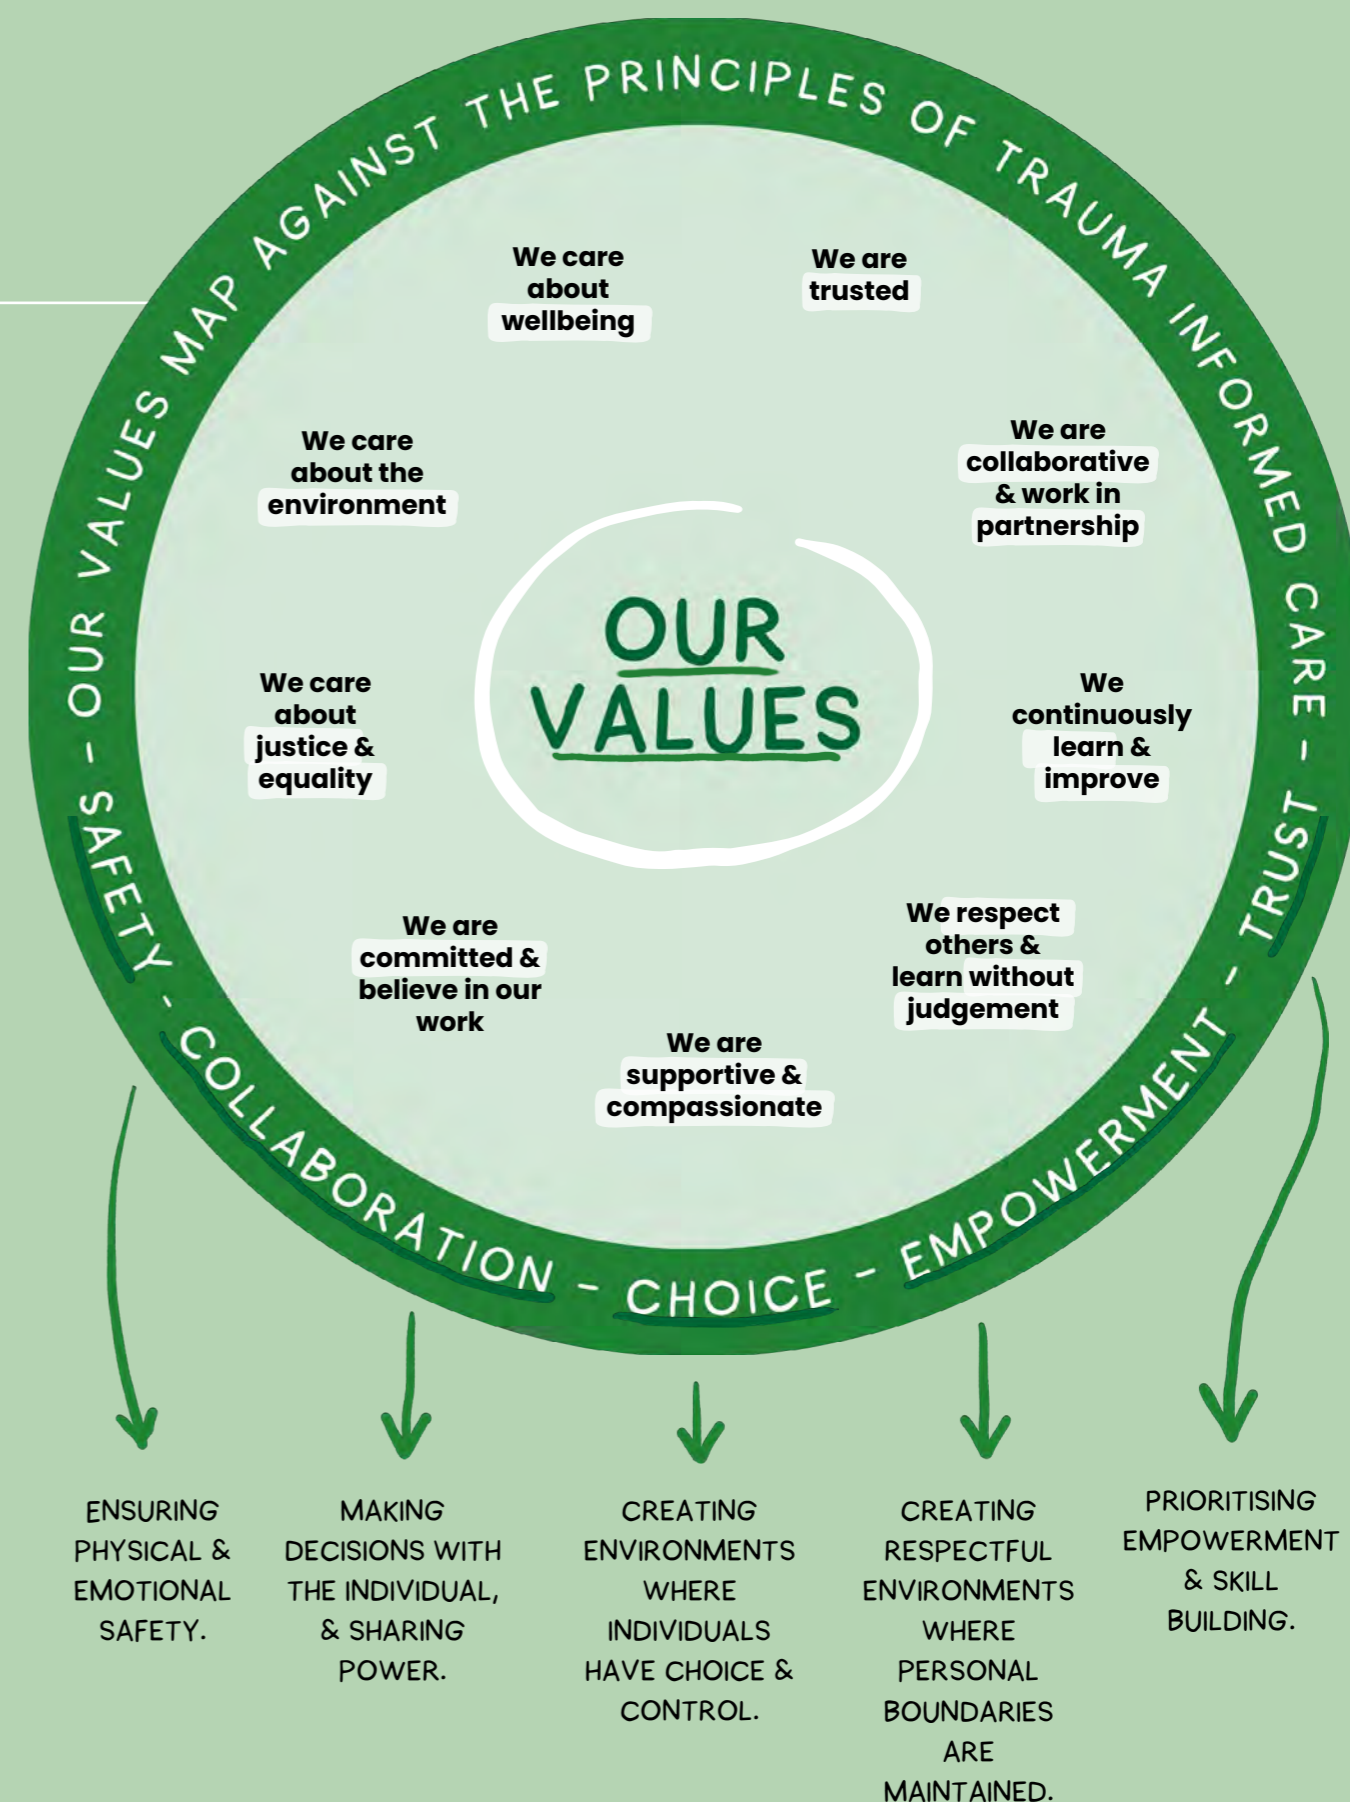 OUR VALUES MAP AGAINST THE PRINCIPLES OF TRAUMA INFORMED CARE -
TRUST - EMPOWERMENT - CHOICE - COLLABORATION - SAFETY -
We care
about
wellbeing
We are
trusted
We are
collaborative
& work in
partnership
We
continuously
learn &
improve
We respect
others &
learn without
judgement
We are
supportive &
compassionate
We are
committed &
believe in our
work
We care
about
justice &
equality
We care
about the
environment
OUR
VALUES
ENSURING
PHYSICAL &
EMOTIONAL
SAFETY.
MAKING
DECISIONS WITH
THE INDIVIDUAL,
& SHARING
POWER.
CREATING
ENVIRONMENTS
WHERE
INDIVIDUALS
HAVE CHOICE &
CONTROL.
CREATING
RESPECTFUL
ENVIRONMENTS
WHERE
PERSONAL
BOUNDARIES
ARE
MAINTAINED.
PRIORITISING
EMPOWERMENT
& SKILL
BUILDING.